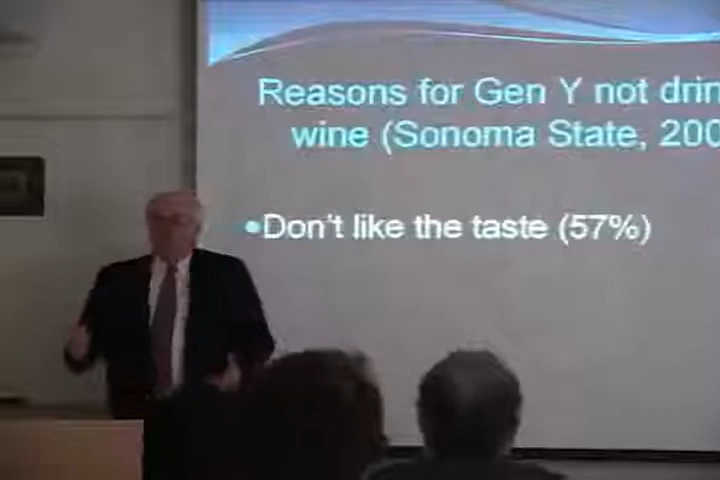 Reasons for Gen Y not drin
wine (Sonoma State, 200
•Don't like the taste (57%)